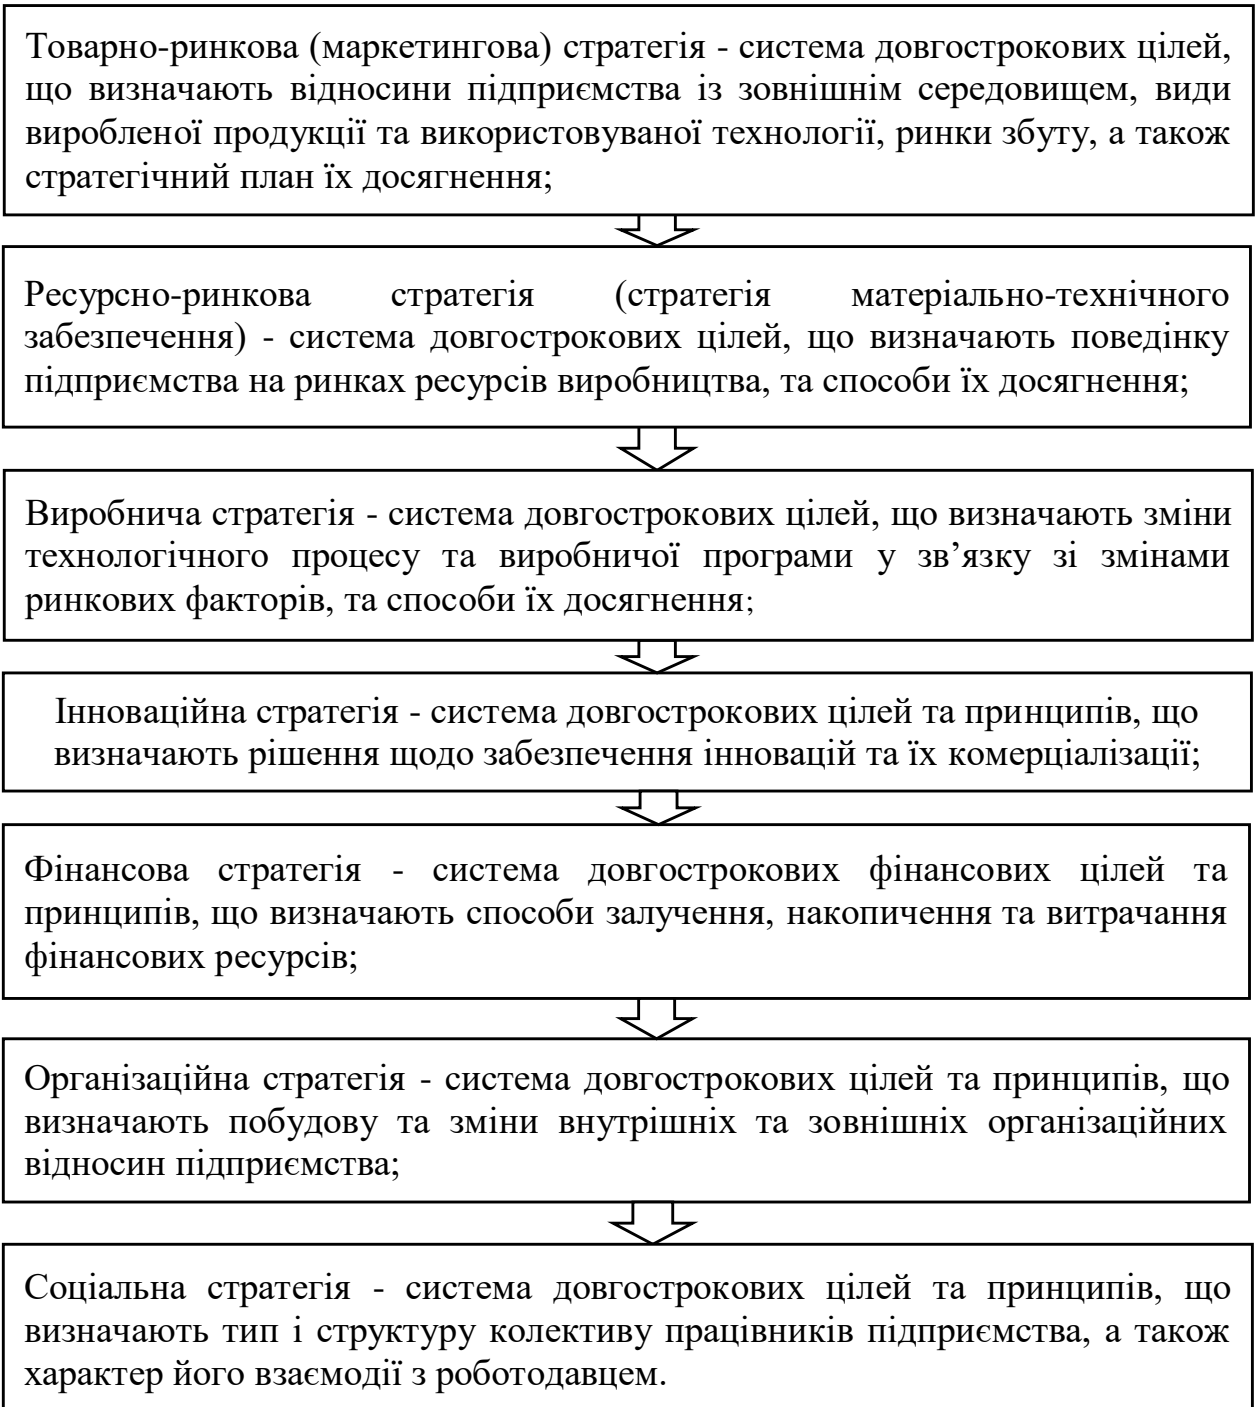 Товарно-ринкова (маркетингова) стратегія - система довгострокових цілей,
що визначають відносини підприємства із зовнішнім середовищем, види
виробленої продукції та використовуваної технології, ринки збуту, а також
стратегічний план їх досягнення;
Ресурсно-ринкова стратегія (стратегія матеріально-технічного
забезпечення) - система довгострокових цілей, що визначають поведінку
підприємства на ринках ресурсів виробництва, та способи їх досягнення;
Виробнича стратегія - система довгострокових цілей, що визначають зміни
технологічного процесу та виробничої програми у зв’язку зі змінами
ринкових факторів, та способи їх досягнення;
Інноваційна стратегія - система довгострокових цілей та принципів, що
визначають рішення щодо забезпечення інновацій та їх комерціалізації;
Фінансова стратегія - система довгострокових фінансових цілей та
принципів, що визначають способи залучення, накопичення та витрачання
фінансових ресурсів;
Організаційна стратегія - система довгострокових цілей та принципів, що
визначають побудову та зміни внутрішніх та зовнішніх організаційних
відносин підприємства;
Соціальна стратегія - система довгострокових цілей та принципів, що
визначають тип і структуру колективу працівників підприємства, а також
характер його взаємодії з роботодавцем.